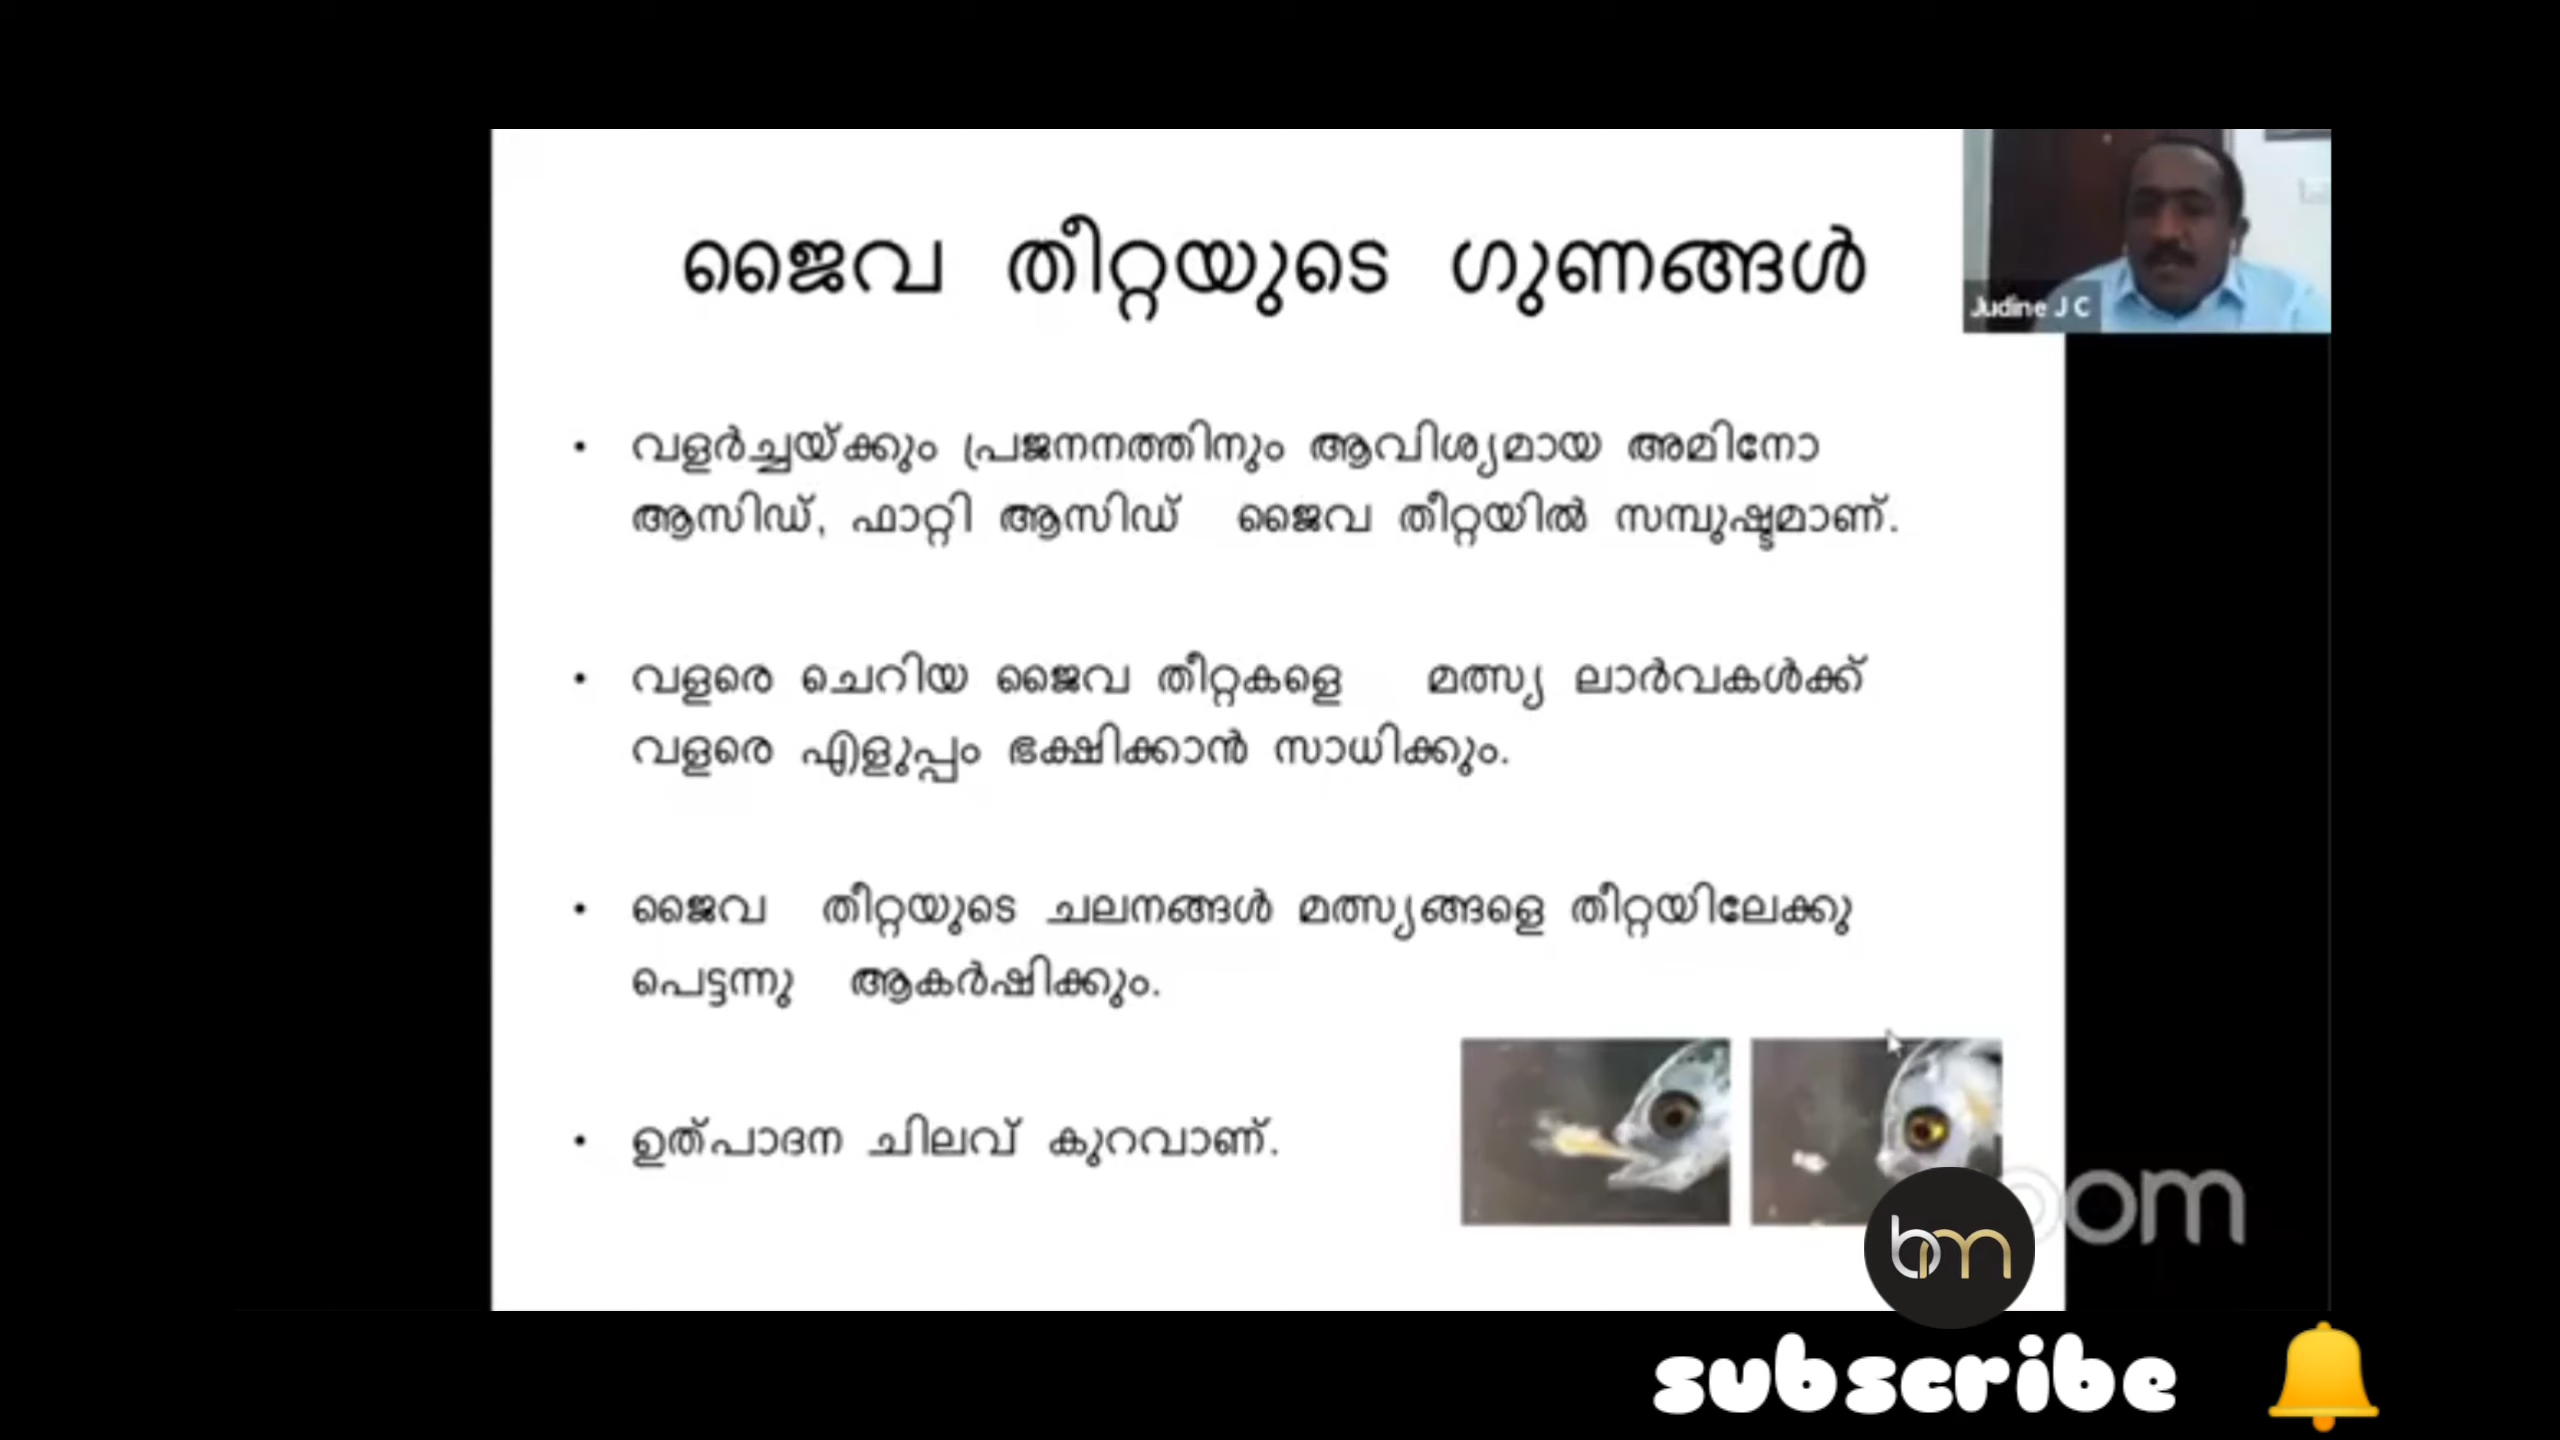 ജൈവ തീറ്റയുടെ ഗുണങ്ങൾ
Judine J C
• വളർച്ചയ്ക്കും പ്രജനനത്തിനും ആവിശ്യമായ അമിനോ
ആസിഡ്, ഫാറ്റി ആസിഡ് ജൈവ തീറ്റയിൽ സമ്പുഷ്ടമാണ്.
• വളരെ ചെറിയ ജൈവ തീറ്റകളെ മത്സ്യ ലാർവകൾക്ക്
വളരെ എളുപ്പം ഭക്ഷിക്കാൻ സാധിക്കും.
• ജൈവ തീറ്റയുടെ ചലനങ്ങൾ മത്സ്യങ്ങളെ തീറ്റയിലേക്കു
പെട്ടന്നു ആകർഷിക്കും.
• ഉത്പാദന ചിലവ് കുറവാണ്.
bm
subscribe